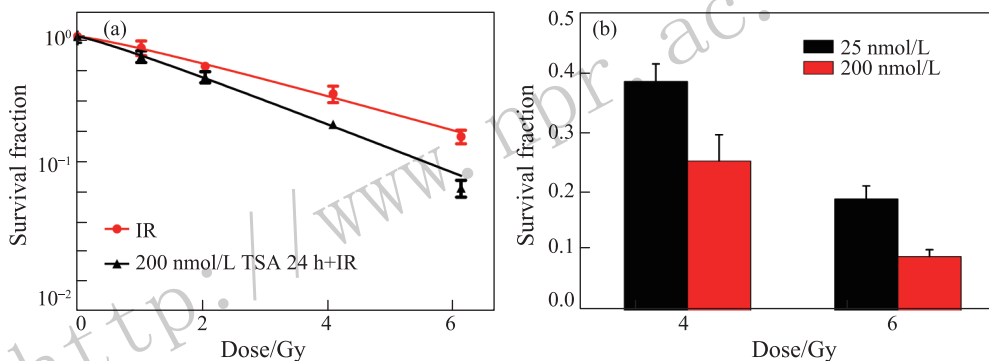 (a)
10⁰
10⁻¹
10⁻²
Survival fraction
IR
200 nmol/L TSA 24 h+IR
0
2
4
6
Dose/Gy
(b)
0.5
0.4
0.3
0.2
0.1
0.0
Survival fraction
25 nmol/L
200 nmol/L
4
6
Dose/Gy
http://www.npr.ac.